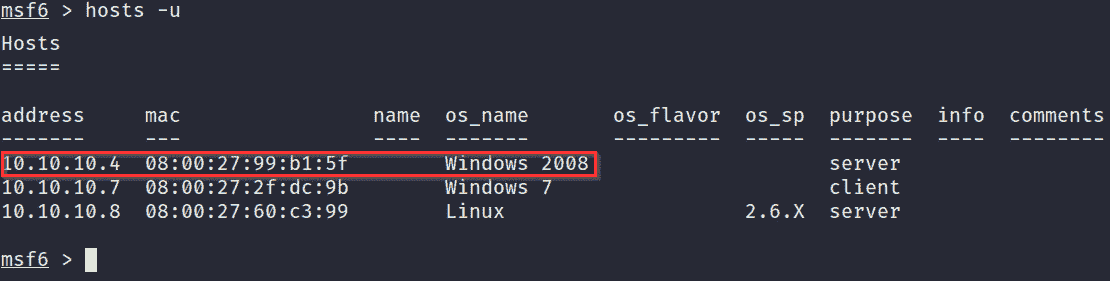 msf6 > hosts -u
Hosts
=====
address mac name os_name os_flavor os_sp purpose info comments
------- --- ---- ------- --------- ----- ------- ---- --------
10.10.10.4 08:00:27:99:b1:5f Windows 2008 server
10.10.10.7 08:00:27:2f:dc:9b Windows 7 client
10.10.10.8 08:00:27:60:c3:99 Linux 2.6.X server
msf6 >